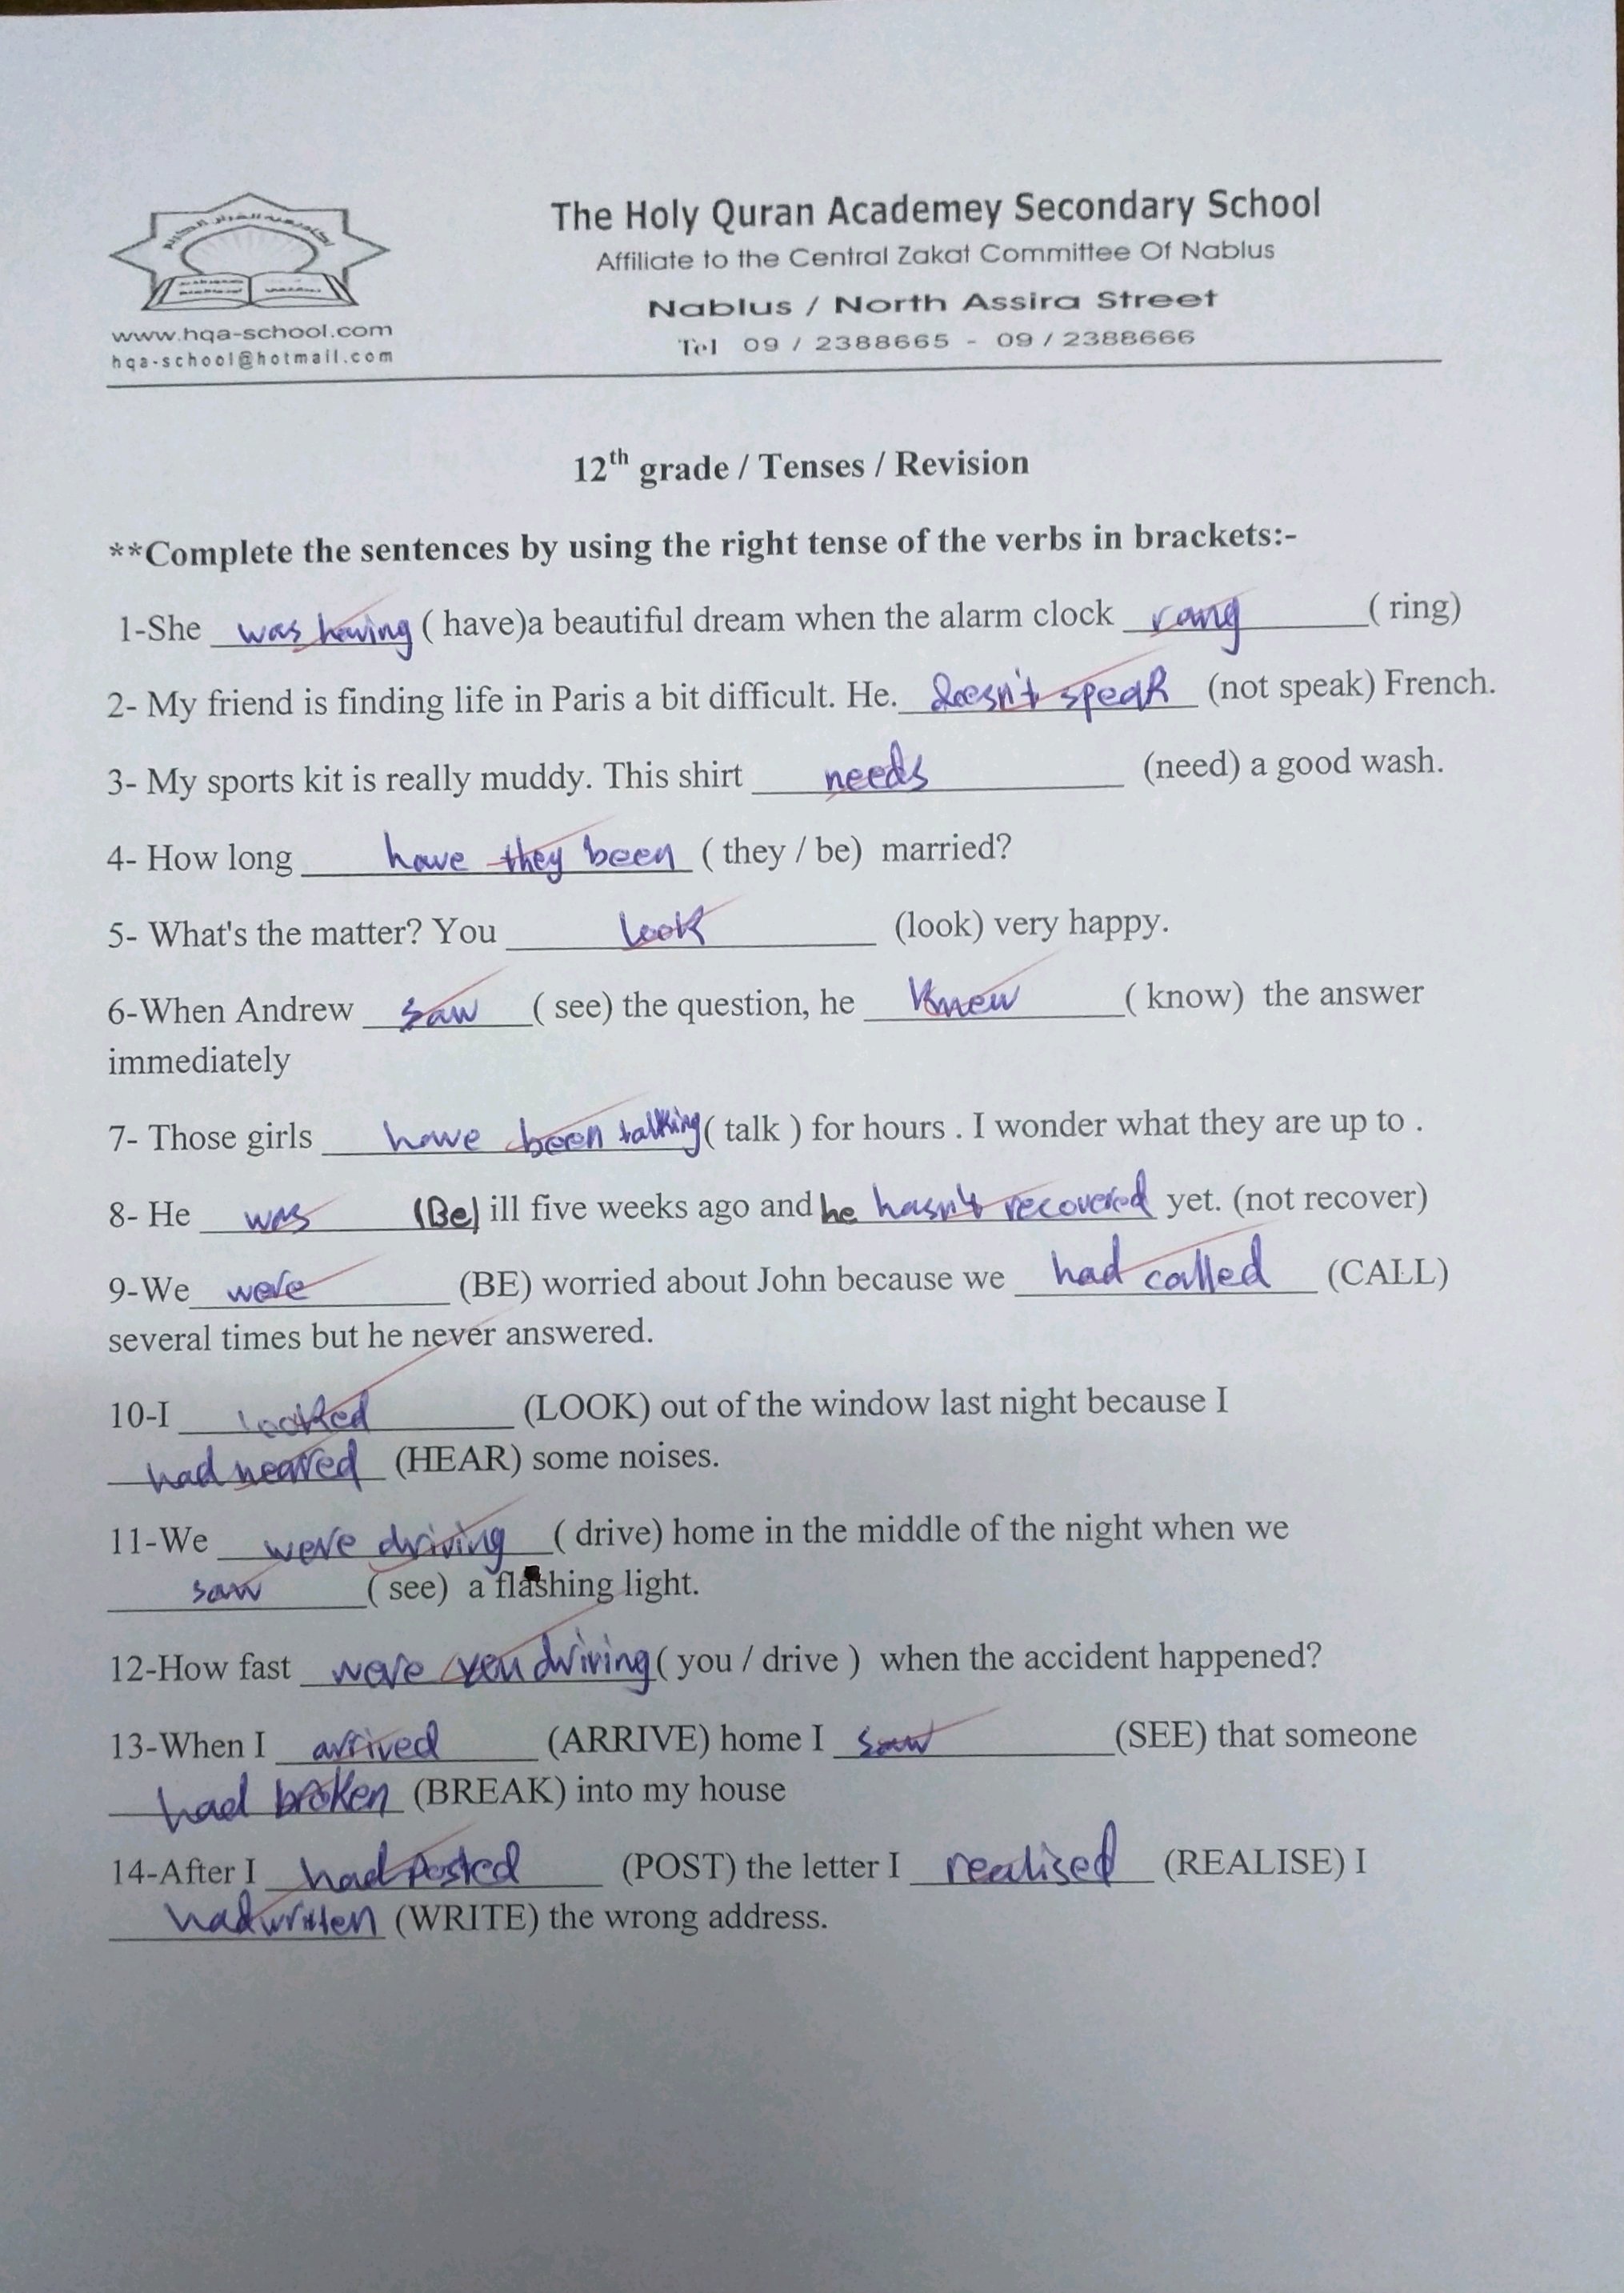 The Holy Quran Academey Secondary School
Affiliate to the Central Zakat Committee Of Nablus
Nablus / North Assira Street
Tel 09 / 2388665 - 09 / 2388666
www.hqa-school.com
hqa-school@hotmail.com
12th grade / Tenses / Revision
**Complete the sentences by using the right tense of the verbs in brackets:-
1-She was having ( have)a beautiful dream when the alarm clock rang ( ring)
2- My friend is finding life in Paris a bit difficult. He. doesn't speak (not speak) French.
3- My sports kit is really muddy. This shirt needs (need) a good wash.
4- How long have they been ( they / be) married?
5- What's the matter? You look (look) very happy.
6-When Andrew saw ( see) the question, he knew ( know) the answer
immediately
7- Those girls have been talking ( talk ) for hours . I wonder what they are up to .
8- He was (Be) ill five weeks ago and he hasn't recovered yet. (not recover)
9-We were (BE) worried about John because we had called (CALL)
several times but he never answered.
10-I looked (LOOK) out of the window last night because I
had heared (HEAR) some noises.
11-We were driving ( drive) home in the middle of the night when we
saw ( see) a flashing light.
12-How fast were you driving ( you / drive ) when the accident happened?
13-When I arrived (ARRIVE) home I saw (SEE) that someone
had broken (BREAK) into my house
14-After I had posted (POST) the letter I realised (REALISE) I
had written (WRITE) the wrong address.